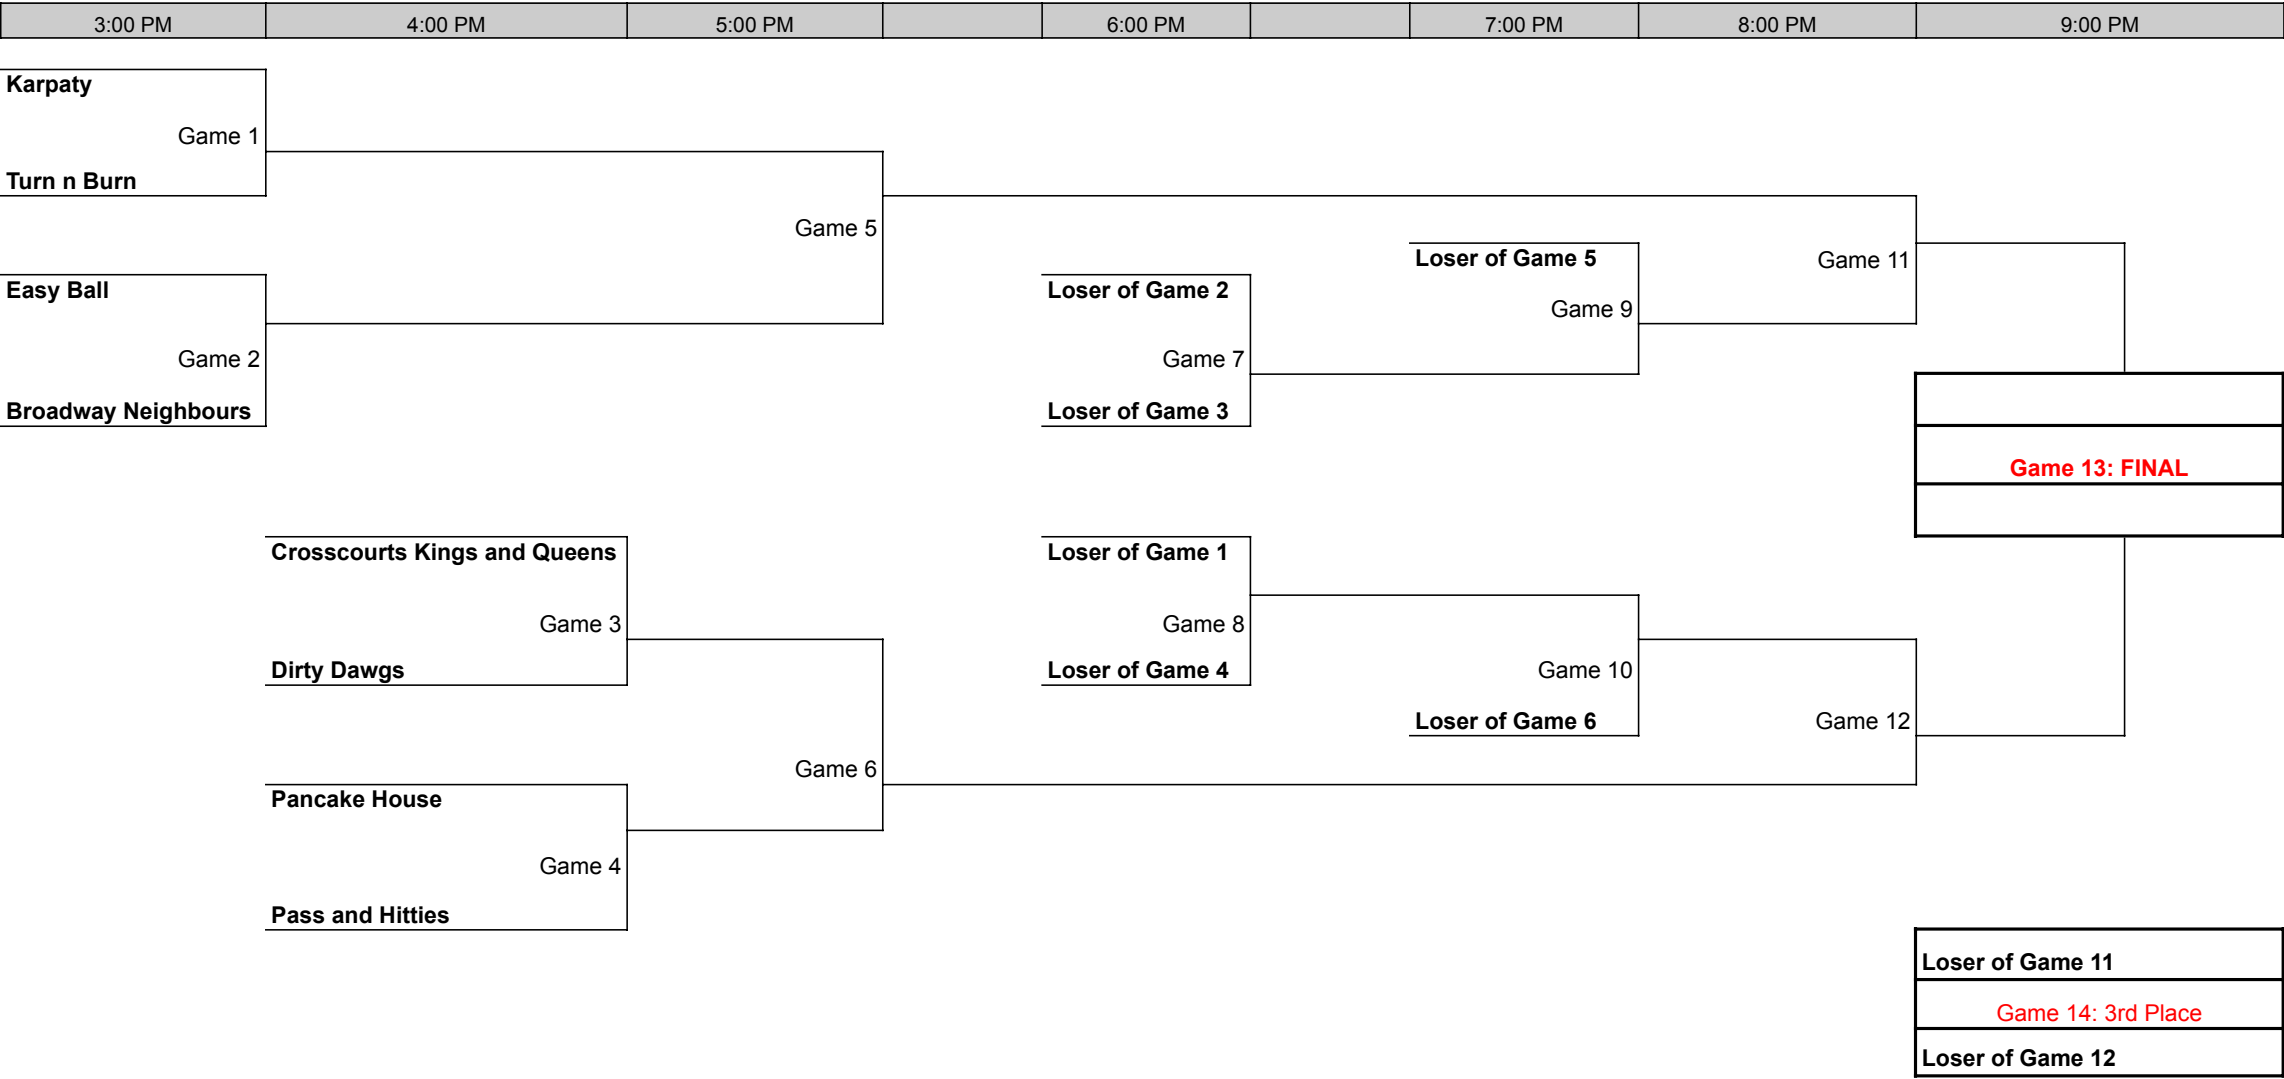 3:00 PM 4:00 PM 5:00 PM 6:00 PM 7:00 PM 8:00 PM 9:00 PM
Karpaty
Game 1
Turn n Burn
Game 5
Easy Ball
Game 2
Broadway Neighbours
Loser of Game 2
Game 7
Loser of Game 3
Loser of Game 5
Game 9
Game 11
Game 13: FINAL
Crosscourts Kings and Queens
Game 3
Dirty Dawgs
Game 6
Pancake House
Game 4
Pass and Hitties
Loser of Game 1
Game 8
Loser of Game 4
Game 10
Loser of Game 6
Game 12
Loser of Game 11
Game 14: 3rd Place
Loser of Game 12